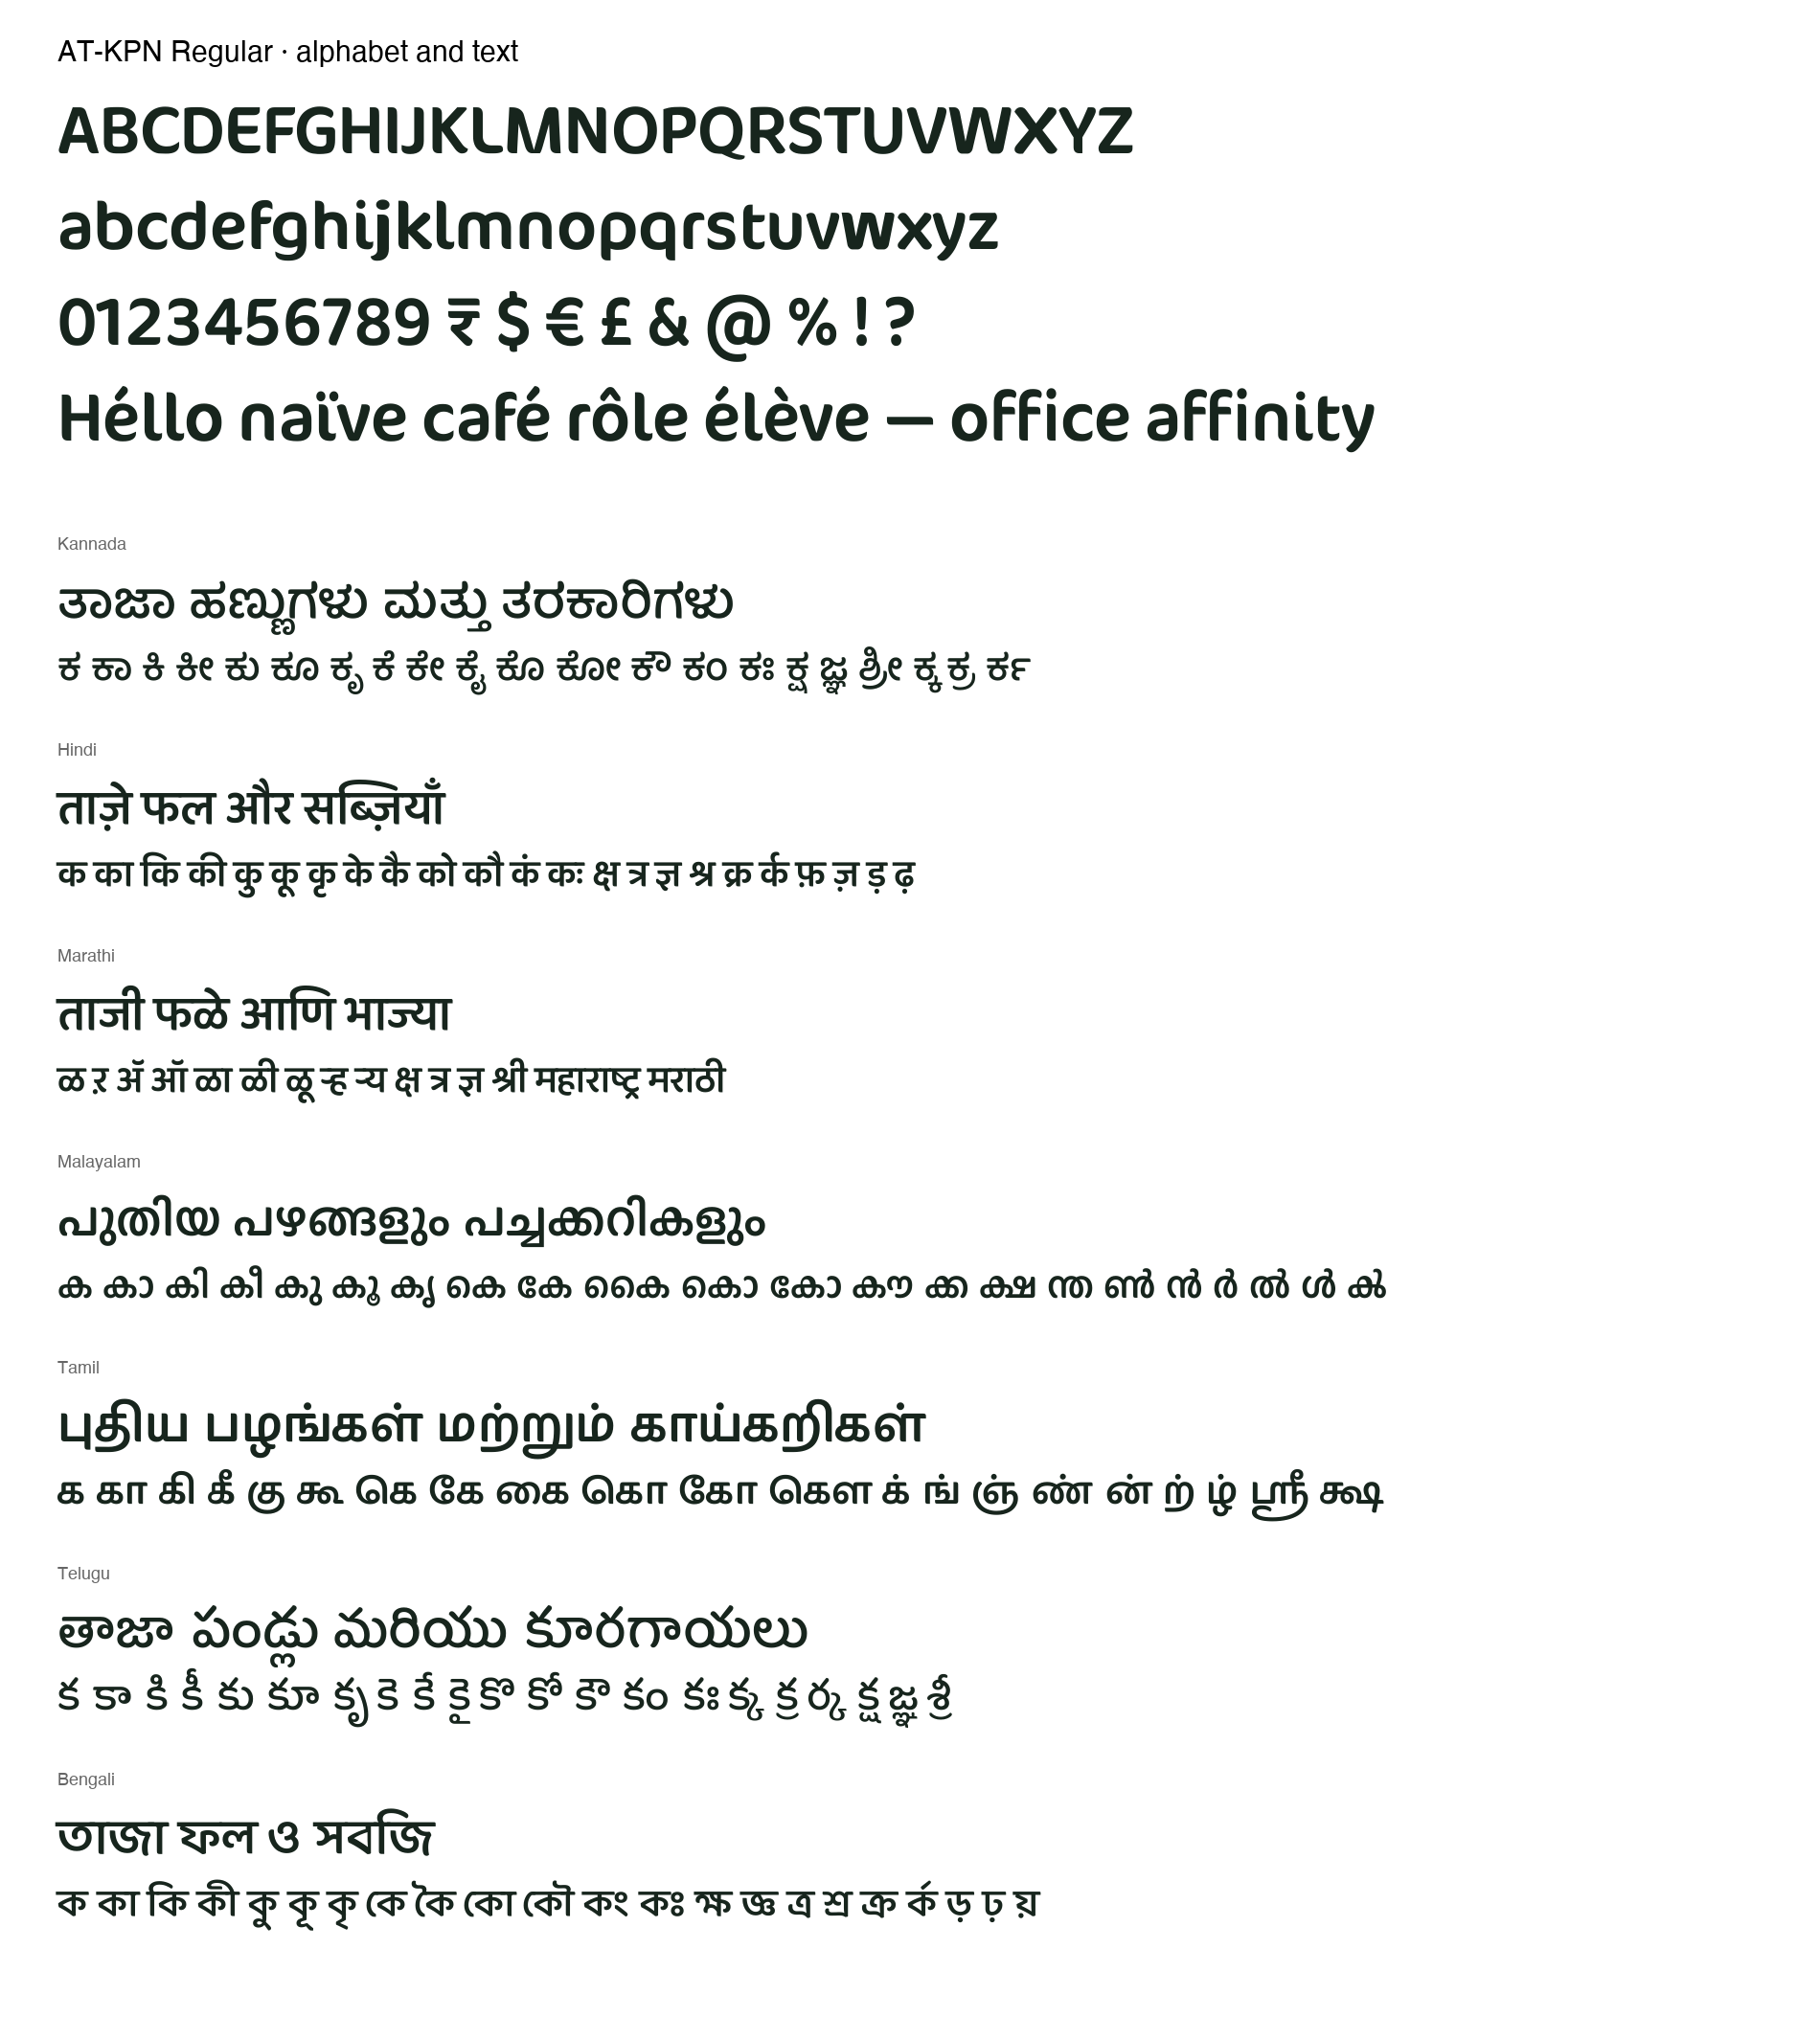 AT-KPN Regular · alphabet and text
ABCDEFGHIJKLMNOPQRSTUVWXYZ
abcdefghijklmnopqrstuvwxyz
0123456789 ₹ $ € £ & @ % ! ?
Héllo naïve café rôle élève — office affinity
Kannada
ತಾಜಾ ಹಣ್ಣುಗಳು ಮತ್ತು ತರಕಾರಿಗಳು
ಕ ಕಾ ಕಿ ಕೀ ಕು ಕೂ ಕೃ ಕೆ ಕೇ ಕೈ ಕೊ ಕೋ ಕೌ ಕಂ ಕಃ ಕ್ಷ ಜ್ಞ ಶ್ರೀ ಕ್ಕ ಕ್ರ ರ್ಕ
Hindi
ताज़े फल और सब्ज़ियाँ
क का कि की कु कू कृ के कै को कौ कं कः क्ष त्र ज्ञ श्र क्र र्क फ़ ज़ ड़ ढ़
Marathi
ताजी फळे आणि भाज्या
ळ ऱ ॲ ऑ ळा ळी ळू ऱ्ह ऱ्य क्ष त्र ज्ञ श्री महाराष्ट्र मराठी
Malayalam
പുതിയ പഴങ്ങളും പച്ചക്കറികളും
ക കാ കി കീ കു കൂ കൃ കെ കേ കൈ കൊ കോ കൗ ക്ക ക്ഷ ന്ത ൺ ൻ ർ ൽ ൾ ൿ
Tamil
புதிய பழங்கள் மற்றும் காய்கறிகள்
க கா கி கீ கு கூ கெ கே கை கொ கோ கௌ க் ங் ஞ் ண் ன் ற் ழ் ஸ்ரீ க்ஷ
Telugu
తాజా పండ్లు మరియు కూరగాయలు
క కా కి కీ కు కూ కృ కె కే కై కొ కో కౌ కం కః క్క క్ర ర్క క్ష జ్ఞ శ్రీ
Bengali
তাজা ফল ও সবজি
ক কা কি কী কু কূ কৃ কে কৈ কো কৌ কং কঃ ক্ষ জ্ঞ ত্র শ্র ক্র র্ক ড় ঢ় য়